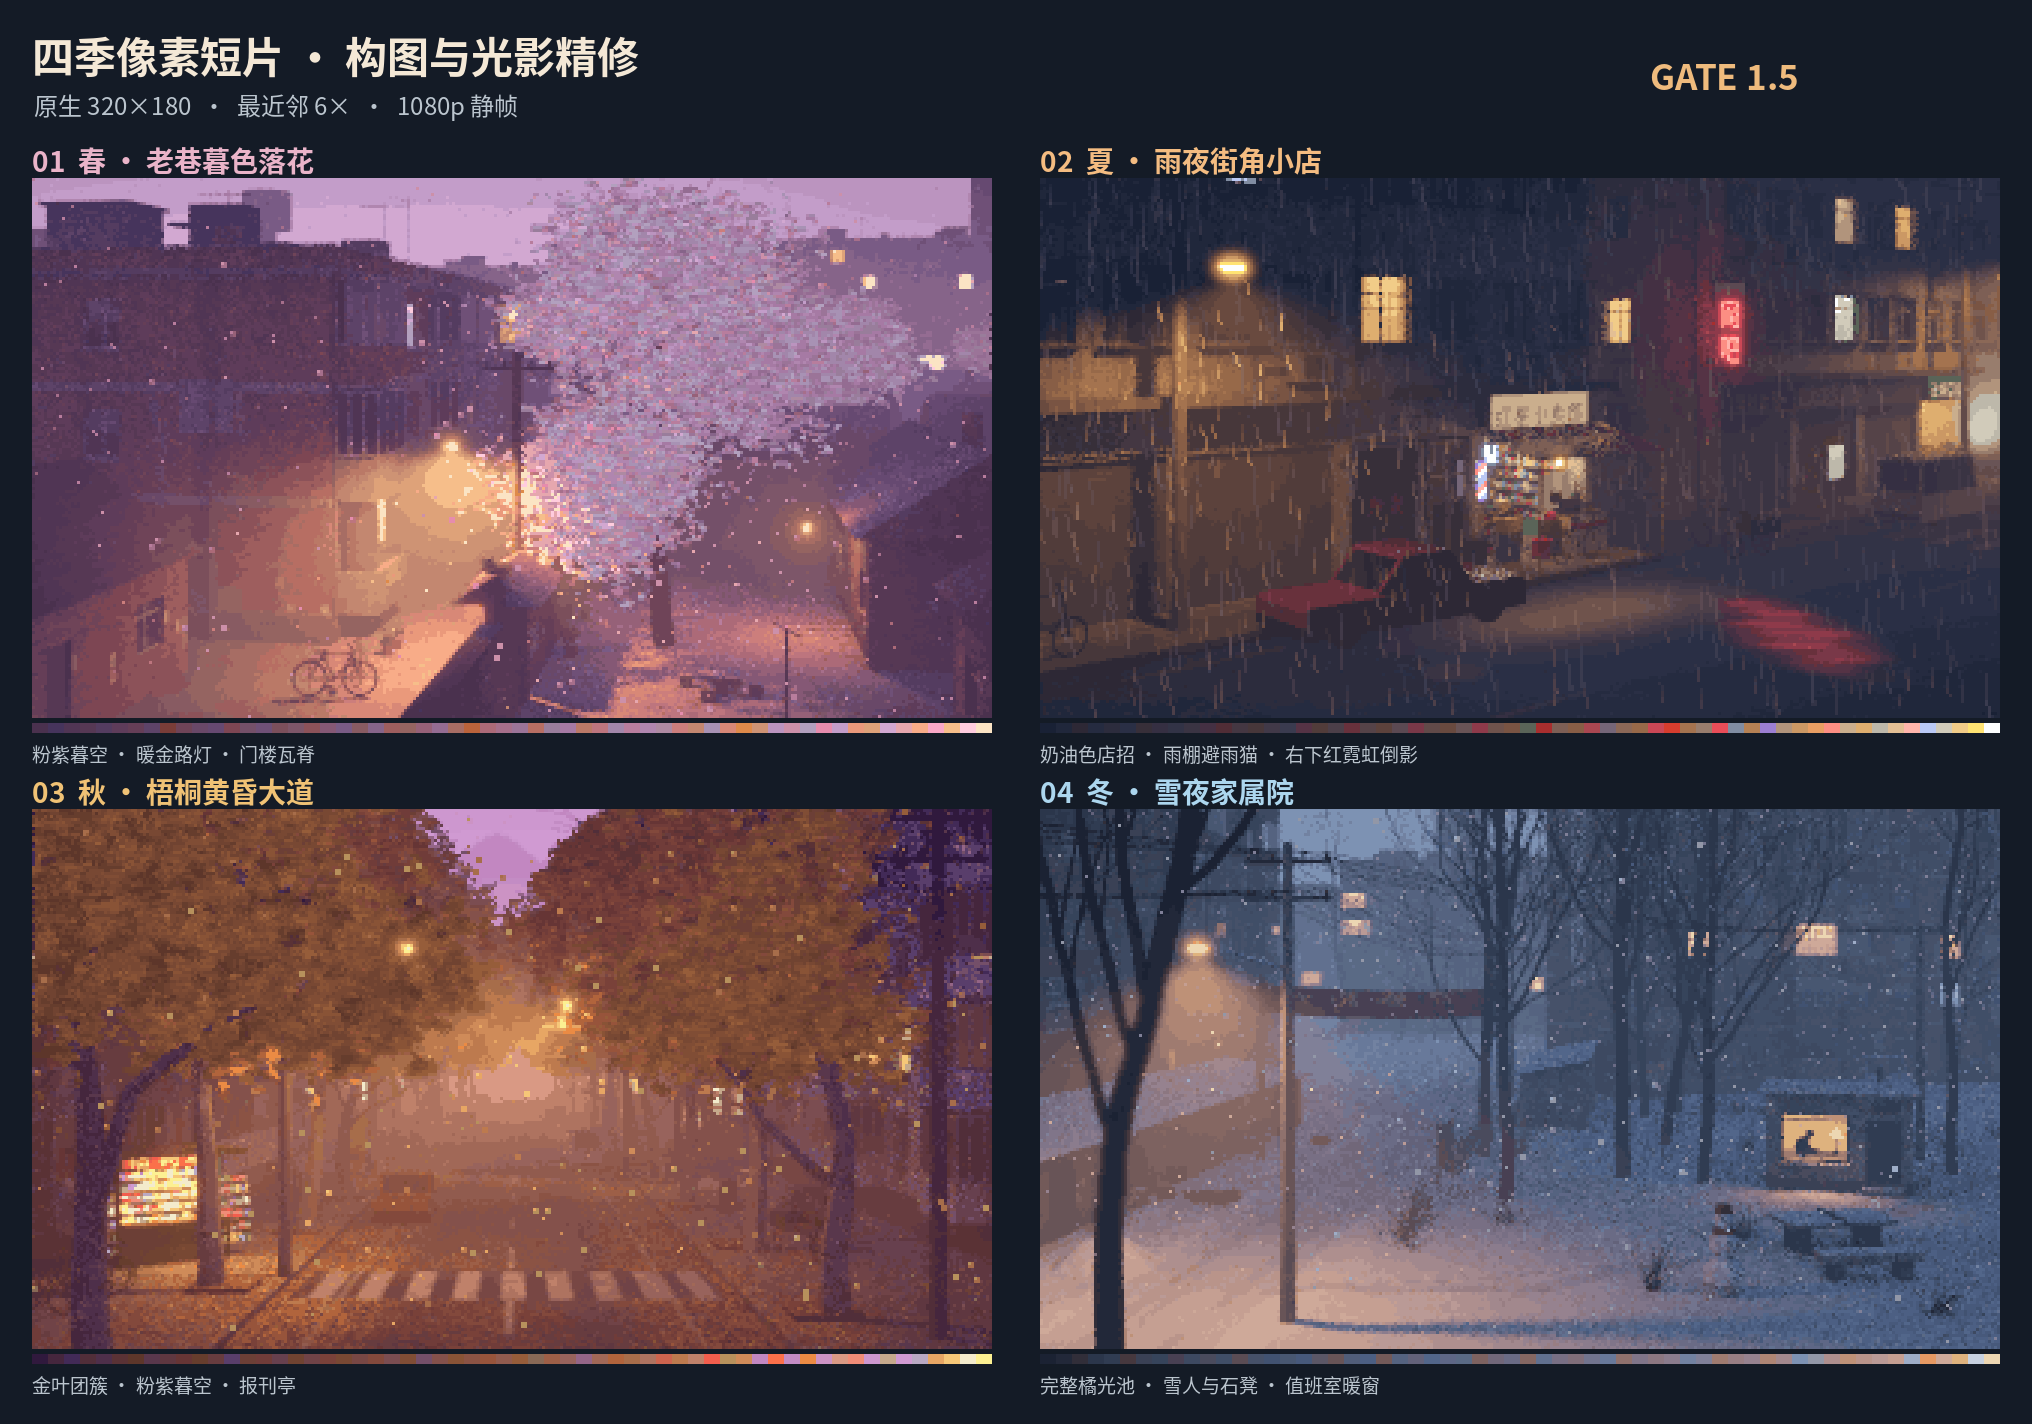 四季像素短片 · 构图与光影精修
GATE 1.5
原生 320×180 · 最近邻 6× · 1080p 静帧
01 春 · 老巷暮色落花
02 夏 · 雨夜街角小店
网吧
粉紫暮空 · 暖金路灯 · 门楼瓦脊
奶油色店招 · 雨棚避雨猫 · 右下红霓虹倒影
03 秋 · 梧桐黄昏大道
04 冬 · 雪夜家属院
金叶团簇 · 粉紫暮空 · 报刊亭
完整橘光池 · 雪人与石凳 · 值班室暖窗